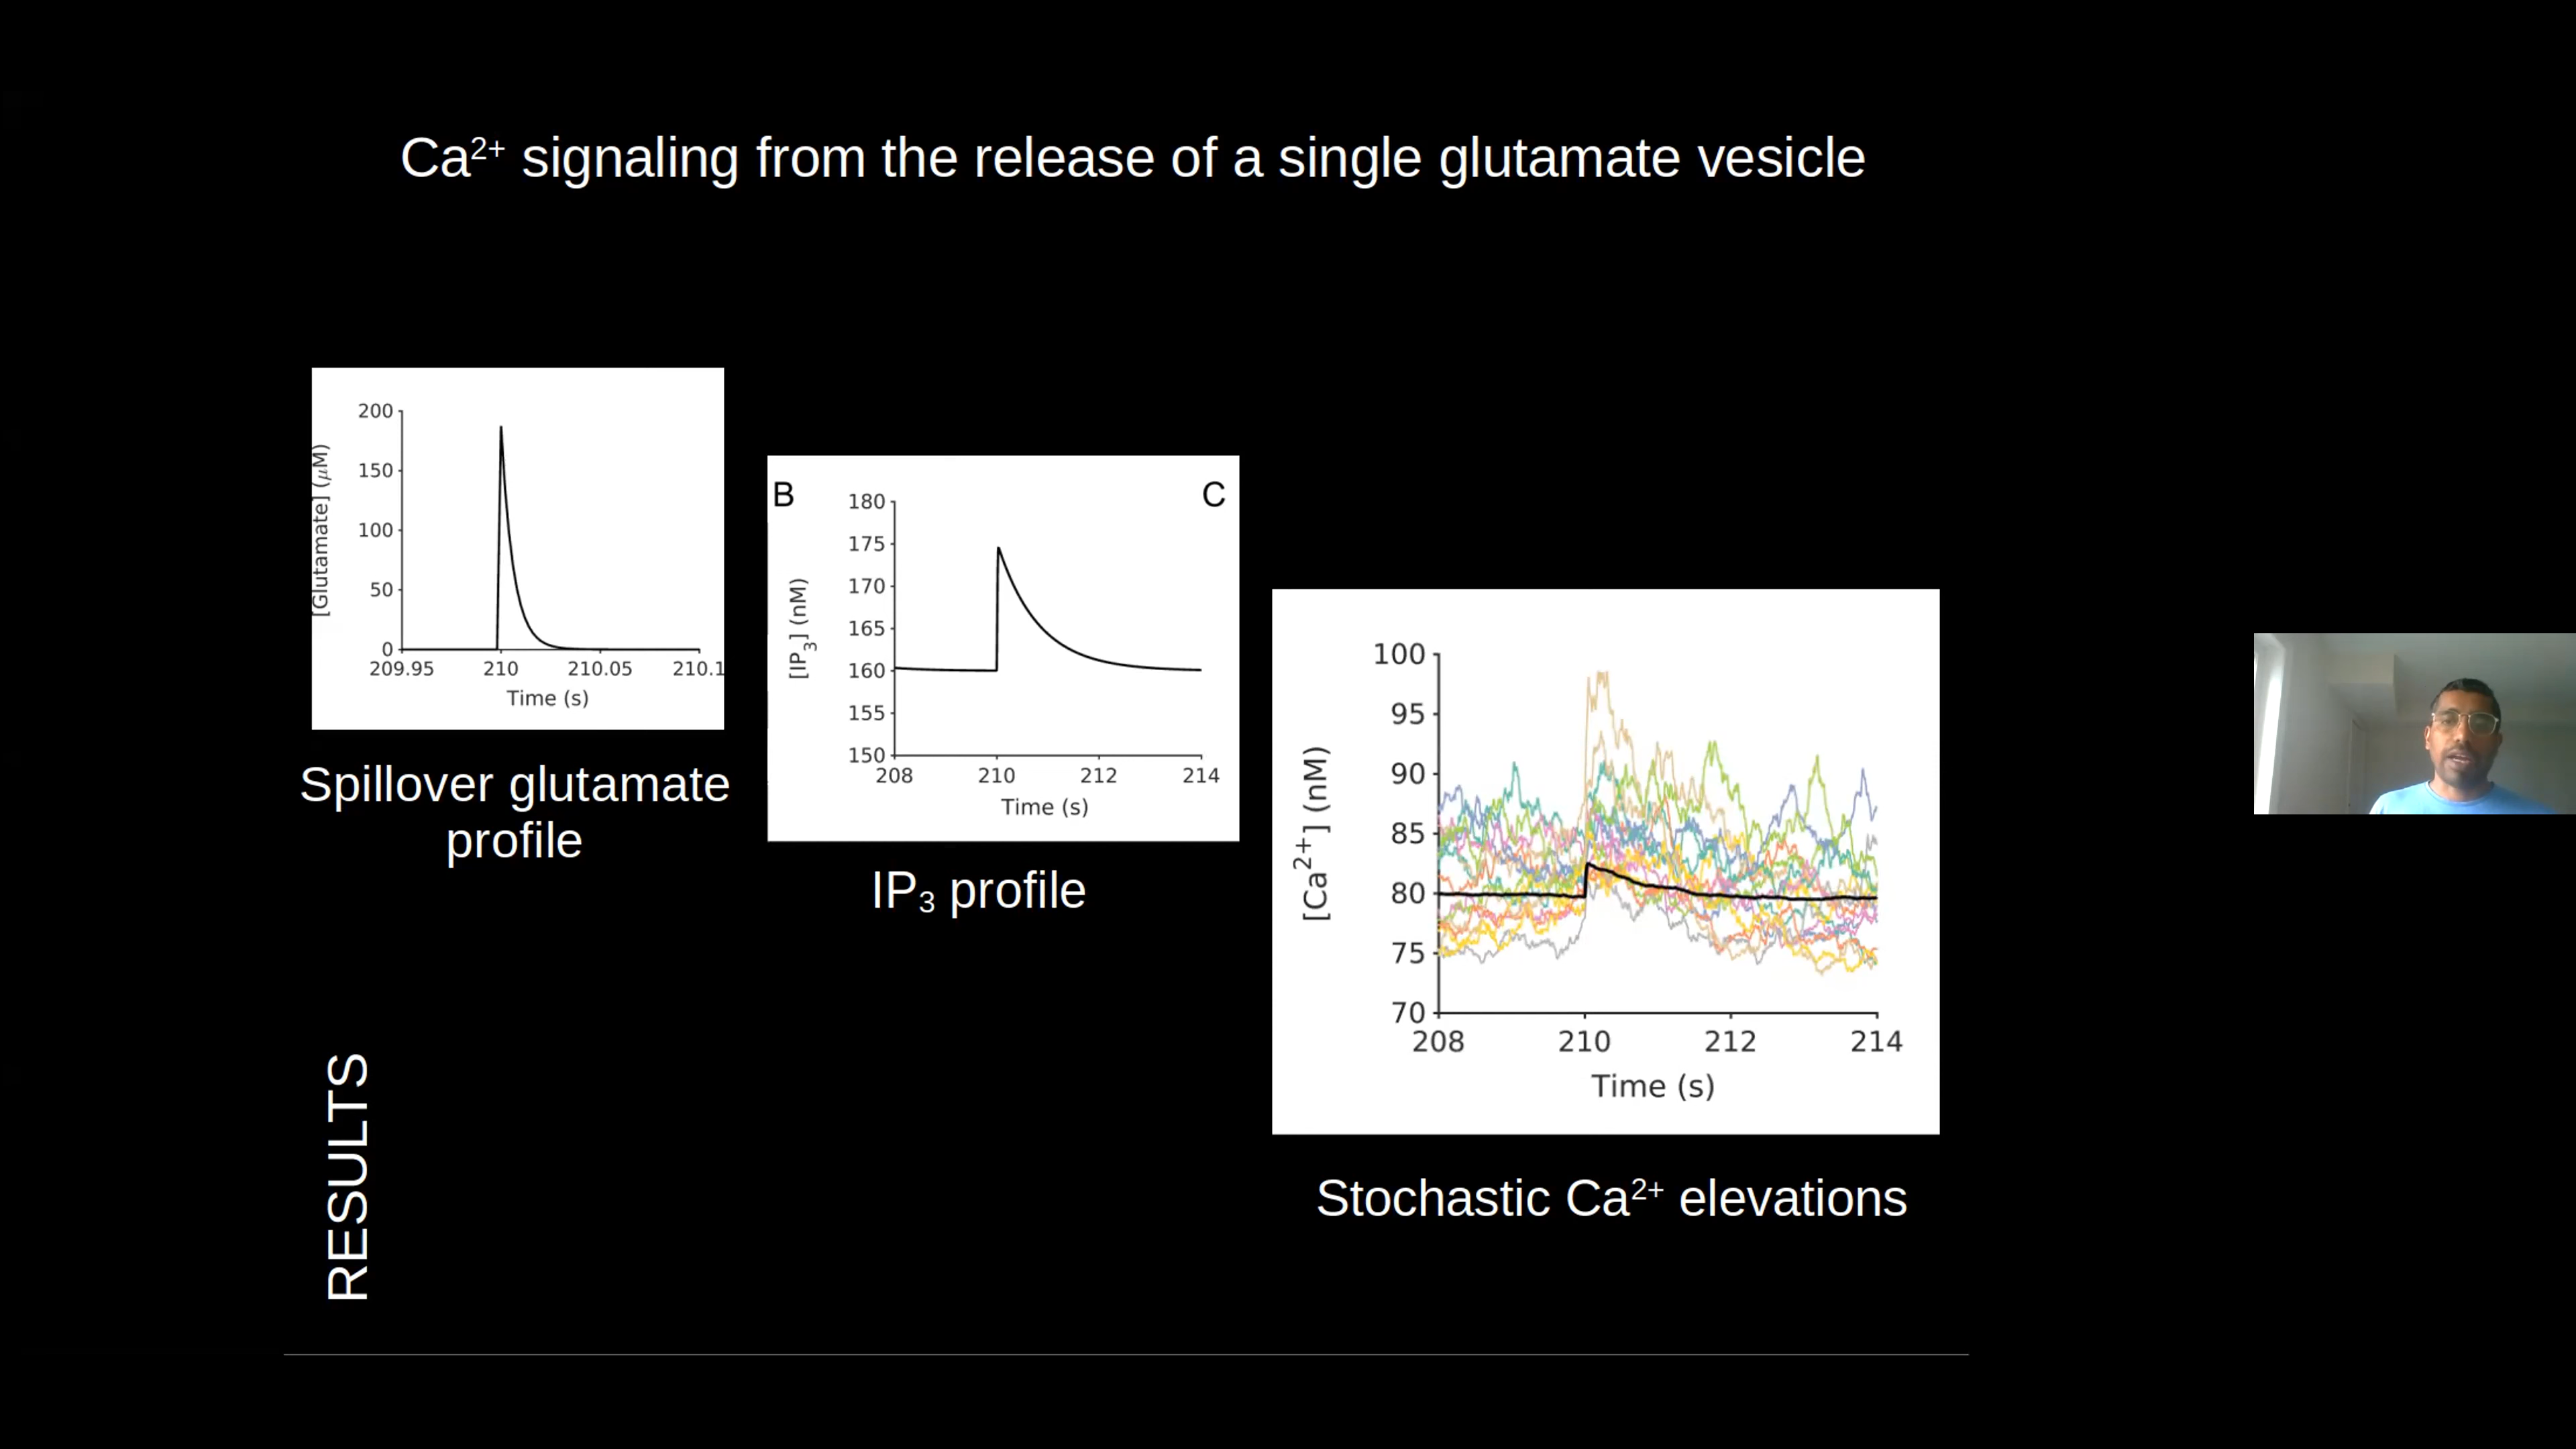 Ca²⁺ signaling from the release of a single glutamate vesicle
200
150
100
50
0
[Glutamate] (μM)
209.95 210 210.05 210.1
Time (s)
Spillover glutamate
profile
B
C
180
175
170
165
160
155
150
[IP₃] (nM)
208 210 212 214
Time (s)
IP₃ profile
100
95
90
85
80
75
70
[Ca²⁺] (nM)
208 210 212 214
Time (s)
Stochastic Ca²⁺ elevations
RESULTS